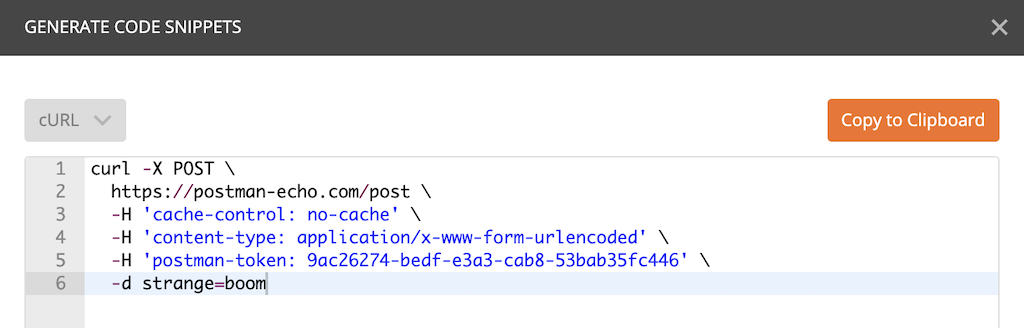 GENERATE CODE SNIPPETS
cURL
Copy to Clipboard
1 curl -X POST \
2 https://postman-echo.com/post \
3 -H 'cache-control: no-cache' \
4 -H 'content-type: application/x-www-form-urlencoded' \
5 -H 'postman-token: 9ac26274-bedf-e3a3-cab8-53bab35fc446' \
6 -d strange=boom